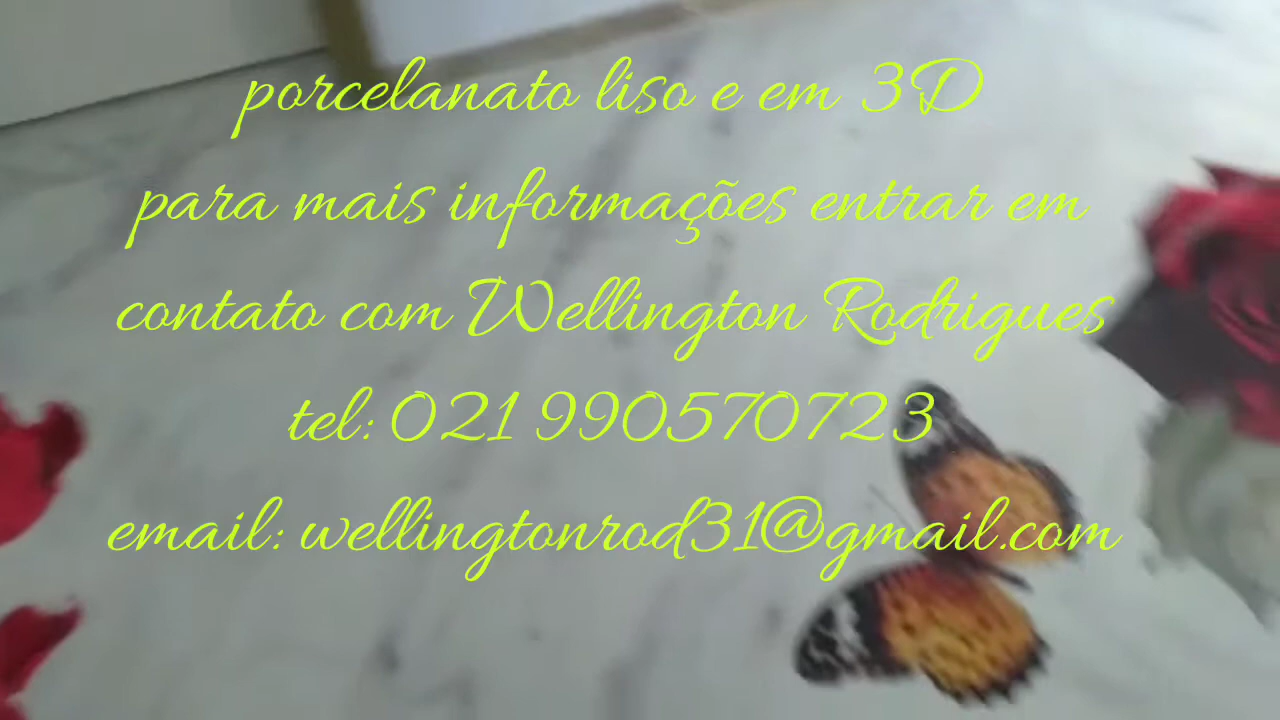 porcelanato liso e em 3D
para mais informações entrar em
contato com Wellington Rodrigues
tel: 021 990570723
email: wellingtonrod31@gmail.com